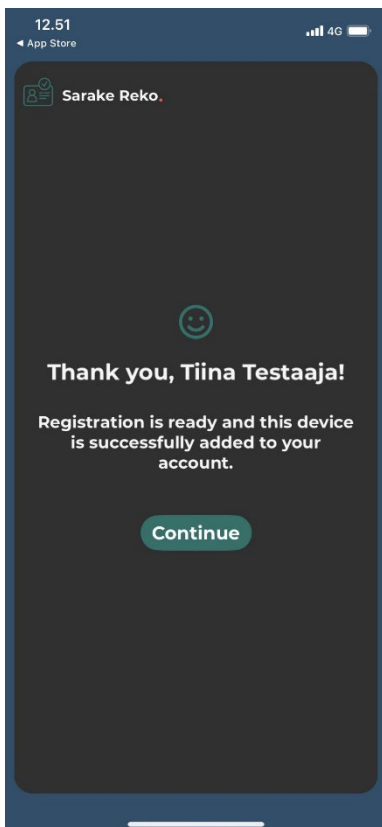 12.51
4G
◀ App Store
Sarake Reko.
Thank you, Tiina Testaaja!
Registration is ready and this device
is successfully added to your
account.
Continue